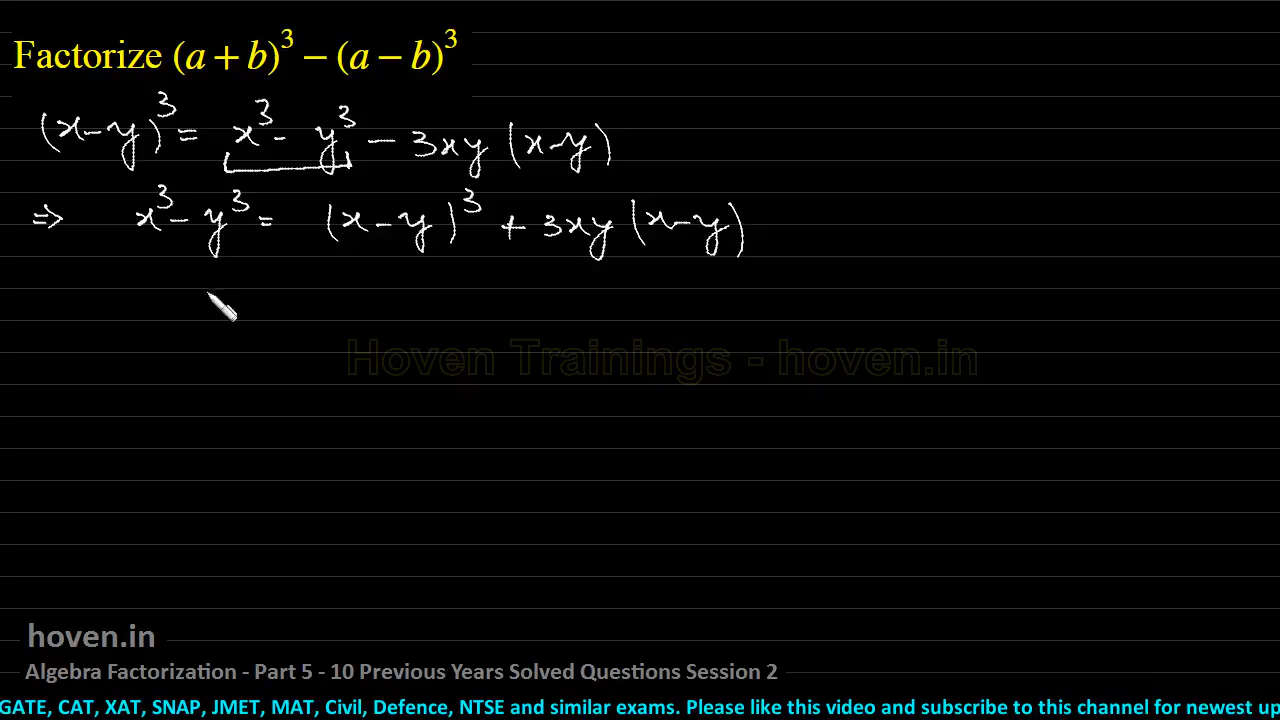 Factorize (a + b)³ − (a − b)³
(x−y)³ = x³ − y³ − 3xy (x−y)
⇒ x³ − y³ = (x − y)³ + 3xy (x−y)
Hoven Trainings - hoven.in
hoven.in
Algebra Factorization - Part 5 - 10 Previous Years Solved Questions Session 2
GATE, CAT, XAT, SNAP, JMET, MAT, Civil, Defence, NTSE and similar exams. Please like this video and subscribe to this channel for newest up